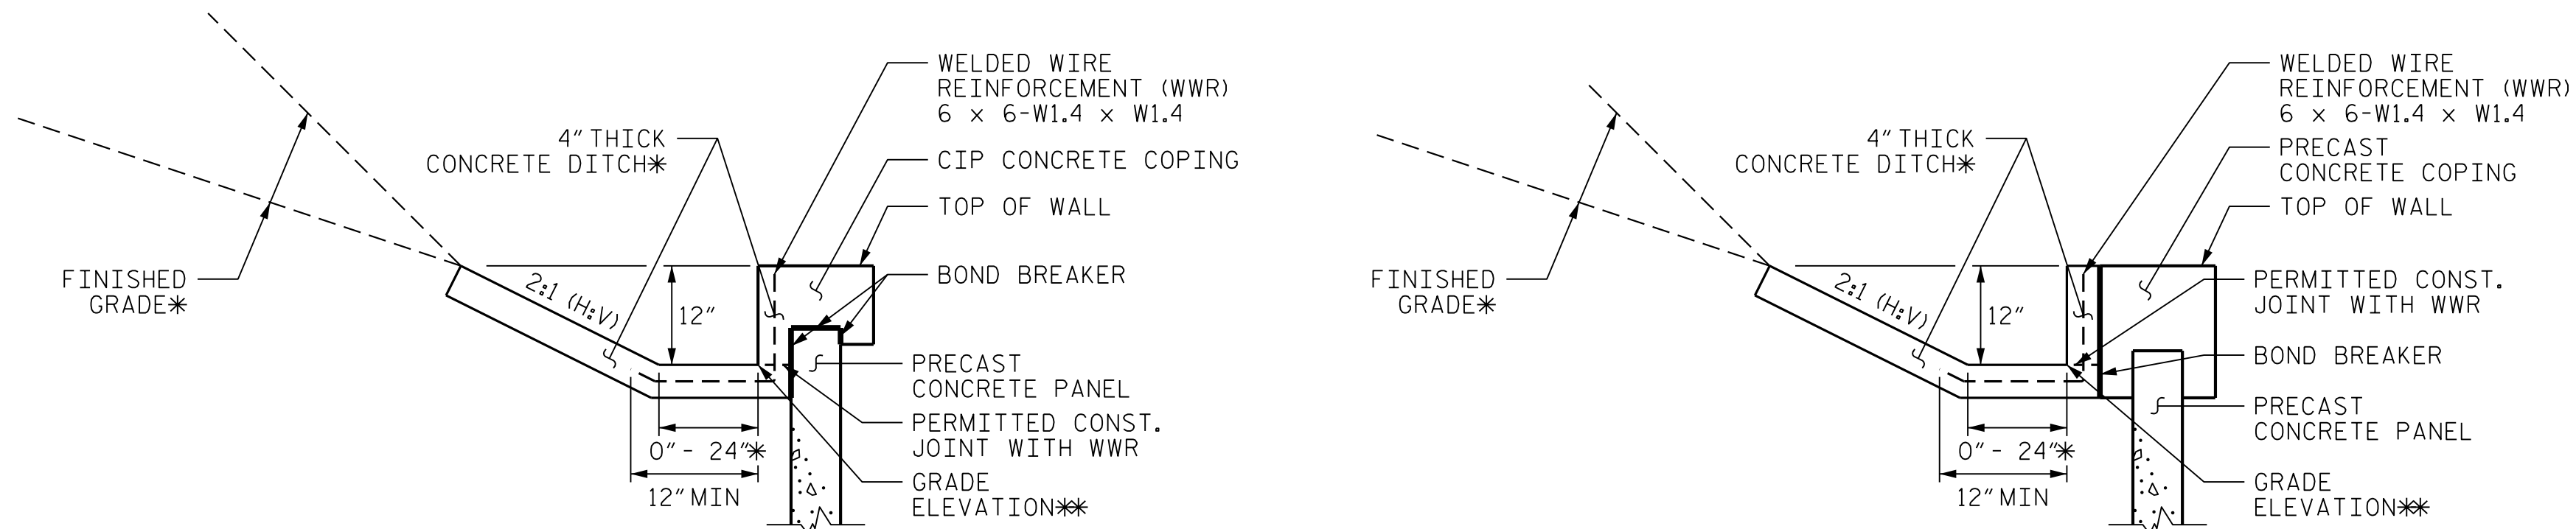 WELDED WIRE
REINFORCEMENT (WWR)
6 x 6-W1.4 x W1.4
4" THICK
CONCRETE DITCH*
CIP CONCRETE COPING
TOP OF WALL
FINISHED
GRADE*
2:1 (H:V)
12"
BOND BREAKER
PRECAST
CONCRETE PANEL
PERMITTED CONST.
JOINT WITH WWR
0" - 24"*
12" MIN
GRADE
ELEVATION**
WELDED WIRE
REINFORCEMENT (WWR)
6 x 6-W1.4 x W1.4
4" THICK
CONCRETE DITCH*
PRECAST
CONCRETE COPING
TOP OF WALL
FINISHED
GRADE*
2:1 (H:V)
12"
PERMITTED CONST.
JOINT WITH WWR
BOND BREAKER
PRECAST
CONCRETE PANEL
0" - 24"*
12" MIN
GRADE
ELEVATION**